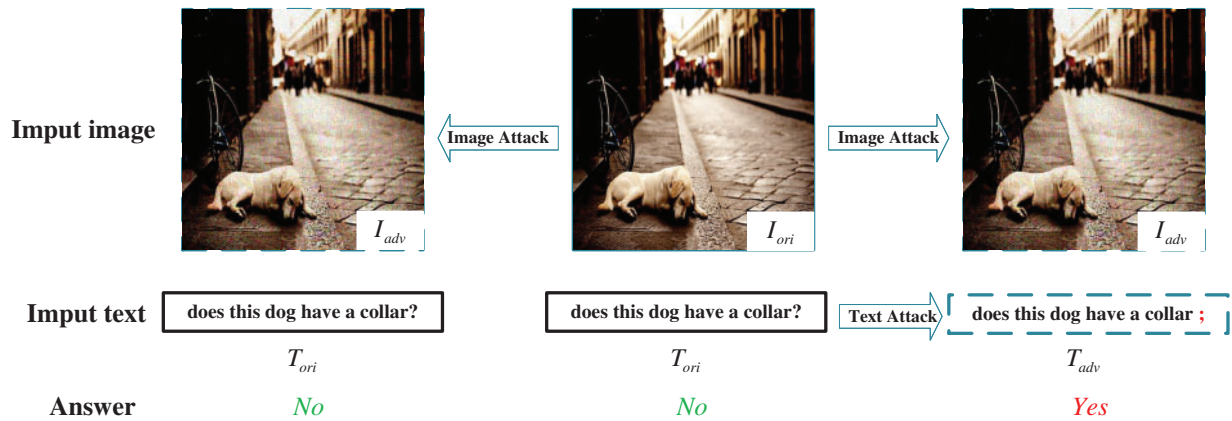 Imput image
Image Attack
Image Attack
I_adv
I_ori
I_adv
Imput text
does this dog have a collar?
does this dog have a collar?
Text Attack
does this dog have a collar ;
T_ori
T_ori
T_adv
Answer
No
No
Yes